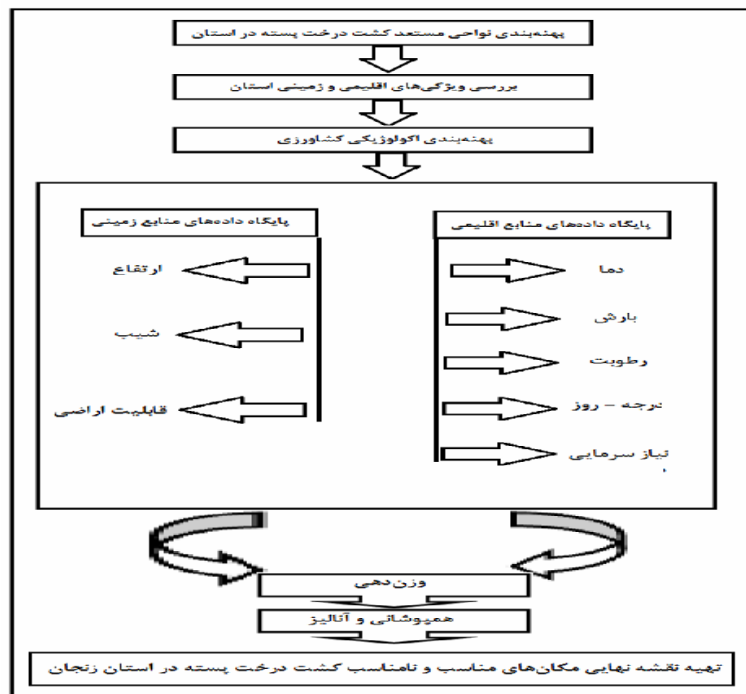 پهنه‌بندی نواحی مستعد کشت درخت پسته در استان
بررسی ویژگی‌های اقلیمی و زمینی استان
پهنه‌بندی اکولوژیکی کشاورزی
پایگاه داده‌های منابع اقلیمی
دما
بارش
رطوبت
درجه – روز
نیاز سرمایی
پایگاه داده‌های منابع زمینی
ارتفاع
شیب
قابلیت اراضی
وزن‌دهی
همپوشانی و آنالیز
تهیه نقشه نهایی مکان‌های مناسب و نامناسب کشت درخت پسته در استان زنجان